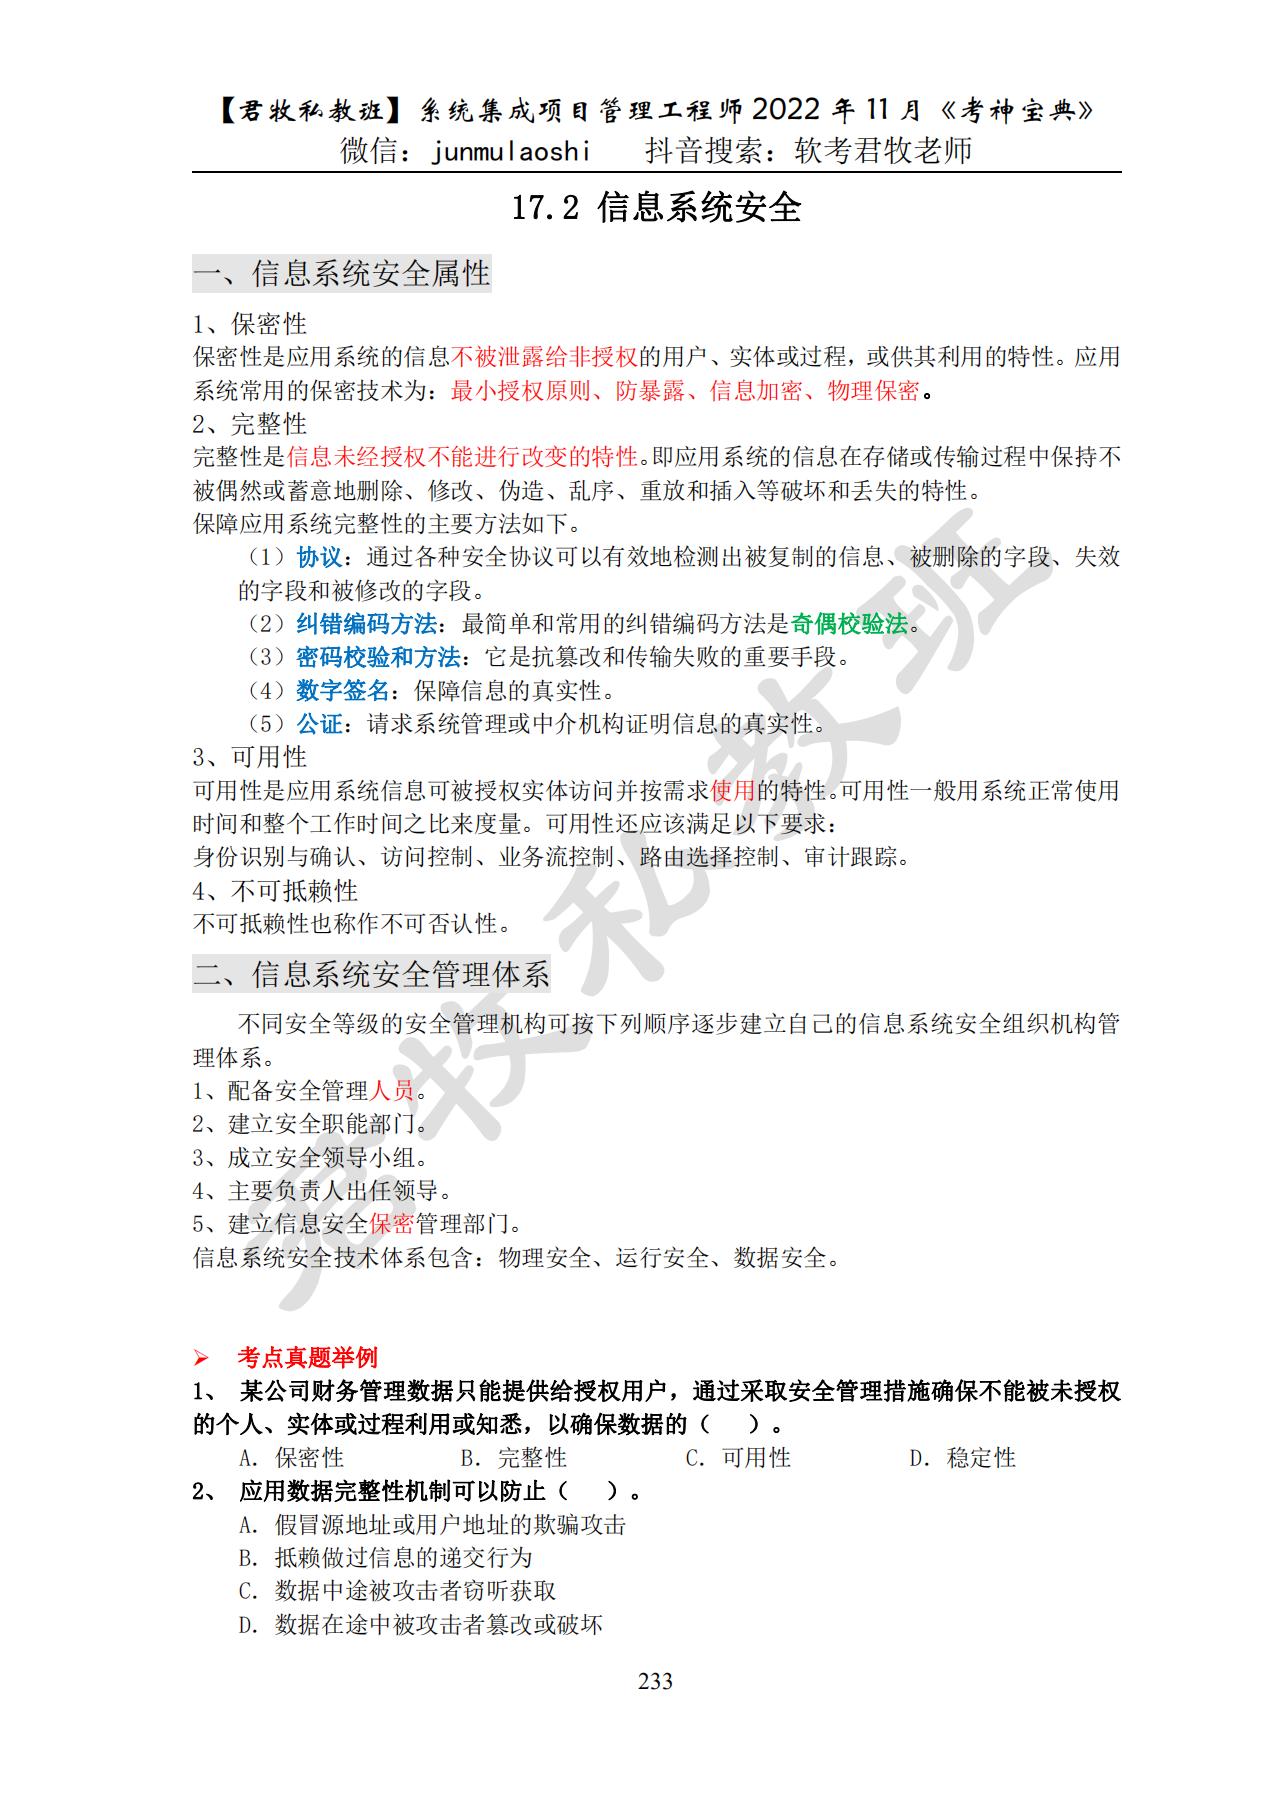 【君牧私教班】系统集成项目管理工程师 2022 年 11 月《考神宝典》
微信：junmulaoshi 抖音搜索：软考君牧老师
17.2 信息系统安全
一、信息系统安全属性
1、保密性
保密性是应用系统的信息不被泄露给非授权的用户、实体或过程，或供其利用的特性。应用
系统常用的保密技术为：最小授权原则、防暴露、信息加密、物理保密。
2、完整性
完整性是信息未经授权不能进行改变的特性。即应用系统的信息在存储或传输过程中保持不
被偶然或蓄意地删除、修改、伪造、乱序、重放和插入等破坏和丢失的特性。
保障应用系统完整性的主要方法如下。
（1）协议：通过各种安全协议可以有效地检测出被复制的信息、被删除的字段、失效
的字段和被修改的字段。
（2）纠错编码方法：最简单和常用的纠错编码方法是奇偶校验法。
（3）密码校验和方法：它是抗篡改和传输失败的重要手段。
（4）数字签名：保障信息的真实性。
（5）公证：请求系统管理或中介机构证明信息的真实性。
3、可用性
可用性是应用系统信息可被授权实体访问并按需求使用的特性。可用性一般用系统正常使用
时间和整个工作时间之比来度量。可用性还应该满足以下要求：
身份识别与确认、访问控制、业务流控制、路由选择控制、审计跟踪。
4、不可抵赖性
不可抵赖性也称作不可否认性。
二、信息系统安全管理体系
不同安全等级的安全管理机构可按下列顺序逐步建立自己的信息系统安全组织机构管
理体系。
1、配备安全管理人员。
2、建立安全职能部门。
3、成立安全领导小组。
4、主要负责人出任领导。
5、建立信息安全保密管理部门。
信息系统安全技术体系包含：物理安全、运行安全、数据安全。
君牧私教班
➢ 考点真题举例
1、 某公司财务管理数据只能提供给授权用户，通过采取安全管理措施确保不能被未授权
的个人、实体或过程利用或知悉，以确保数据的（ ）。
A．保密性 B．完整性 C．可用性 D．稳定性
2、 应用数据完整性机制可以防止（ ）。
A．假冒源地址或用户地址的欺骗攻击
B．抵赖做过信息的递交行为
C．数据中途被攻击者窃听获取
D．数据在途中被攻击者篡改或破坏
233